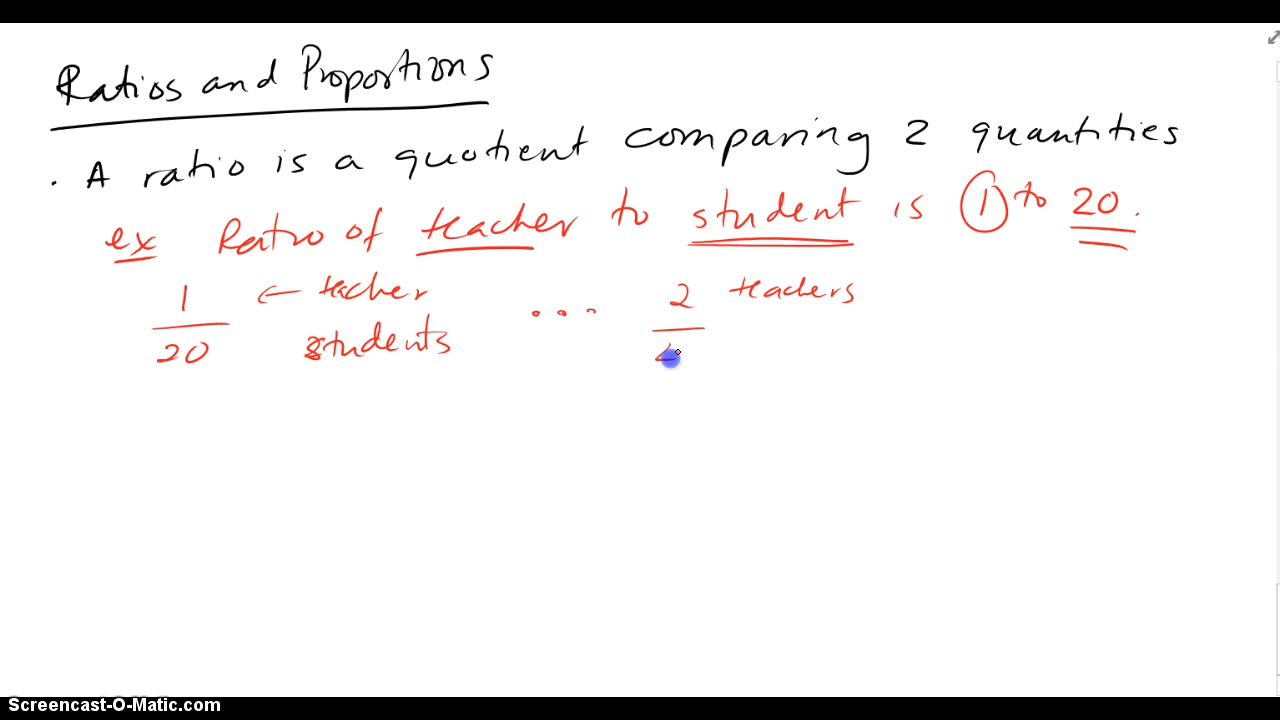 Ratios and Proportions
. A ratio is a quotient comparing 2 quantities
ex Ratio of teacher to student is 1 to 20.
1 ← teacher ... 2 teachers
20 students
Screencast-O-Matic.com